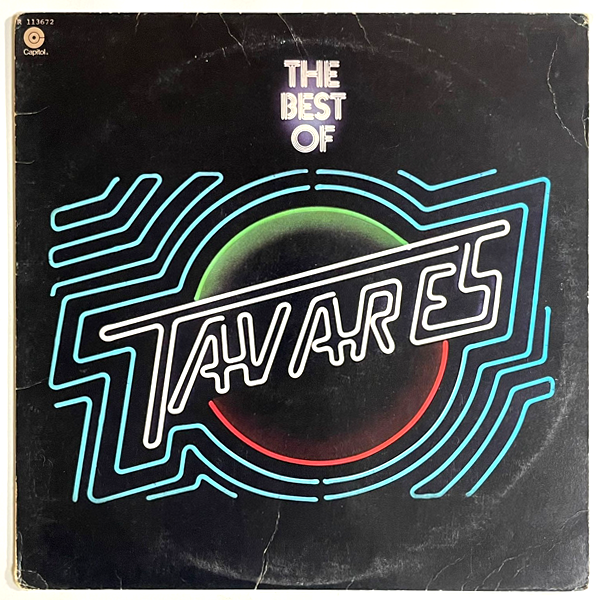 R 113672
Capitol.
THE
BEST
OF
TAVARES